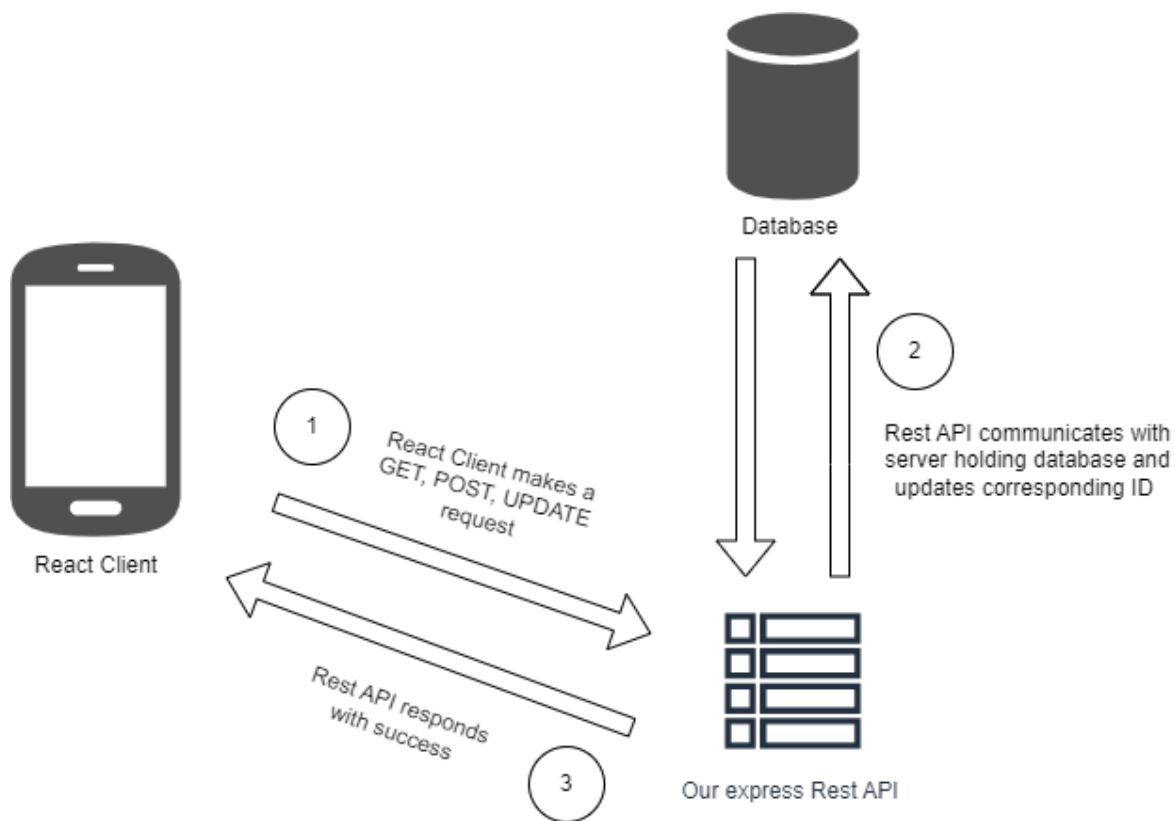 Database
2
Rest API communicates with
server holding database and
updates corresponding ID
1
React Client makes a
GET, POST, UPDATE
request
React Client
Rest API responds
with success
3
Our express Rest API